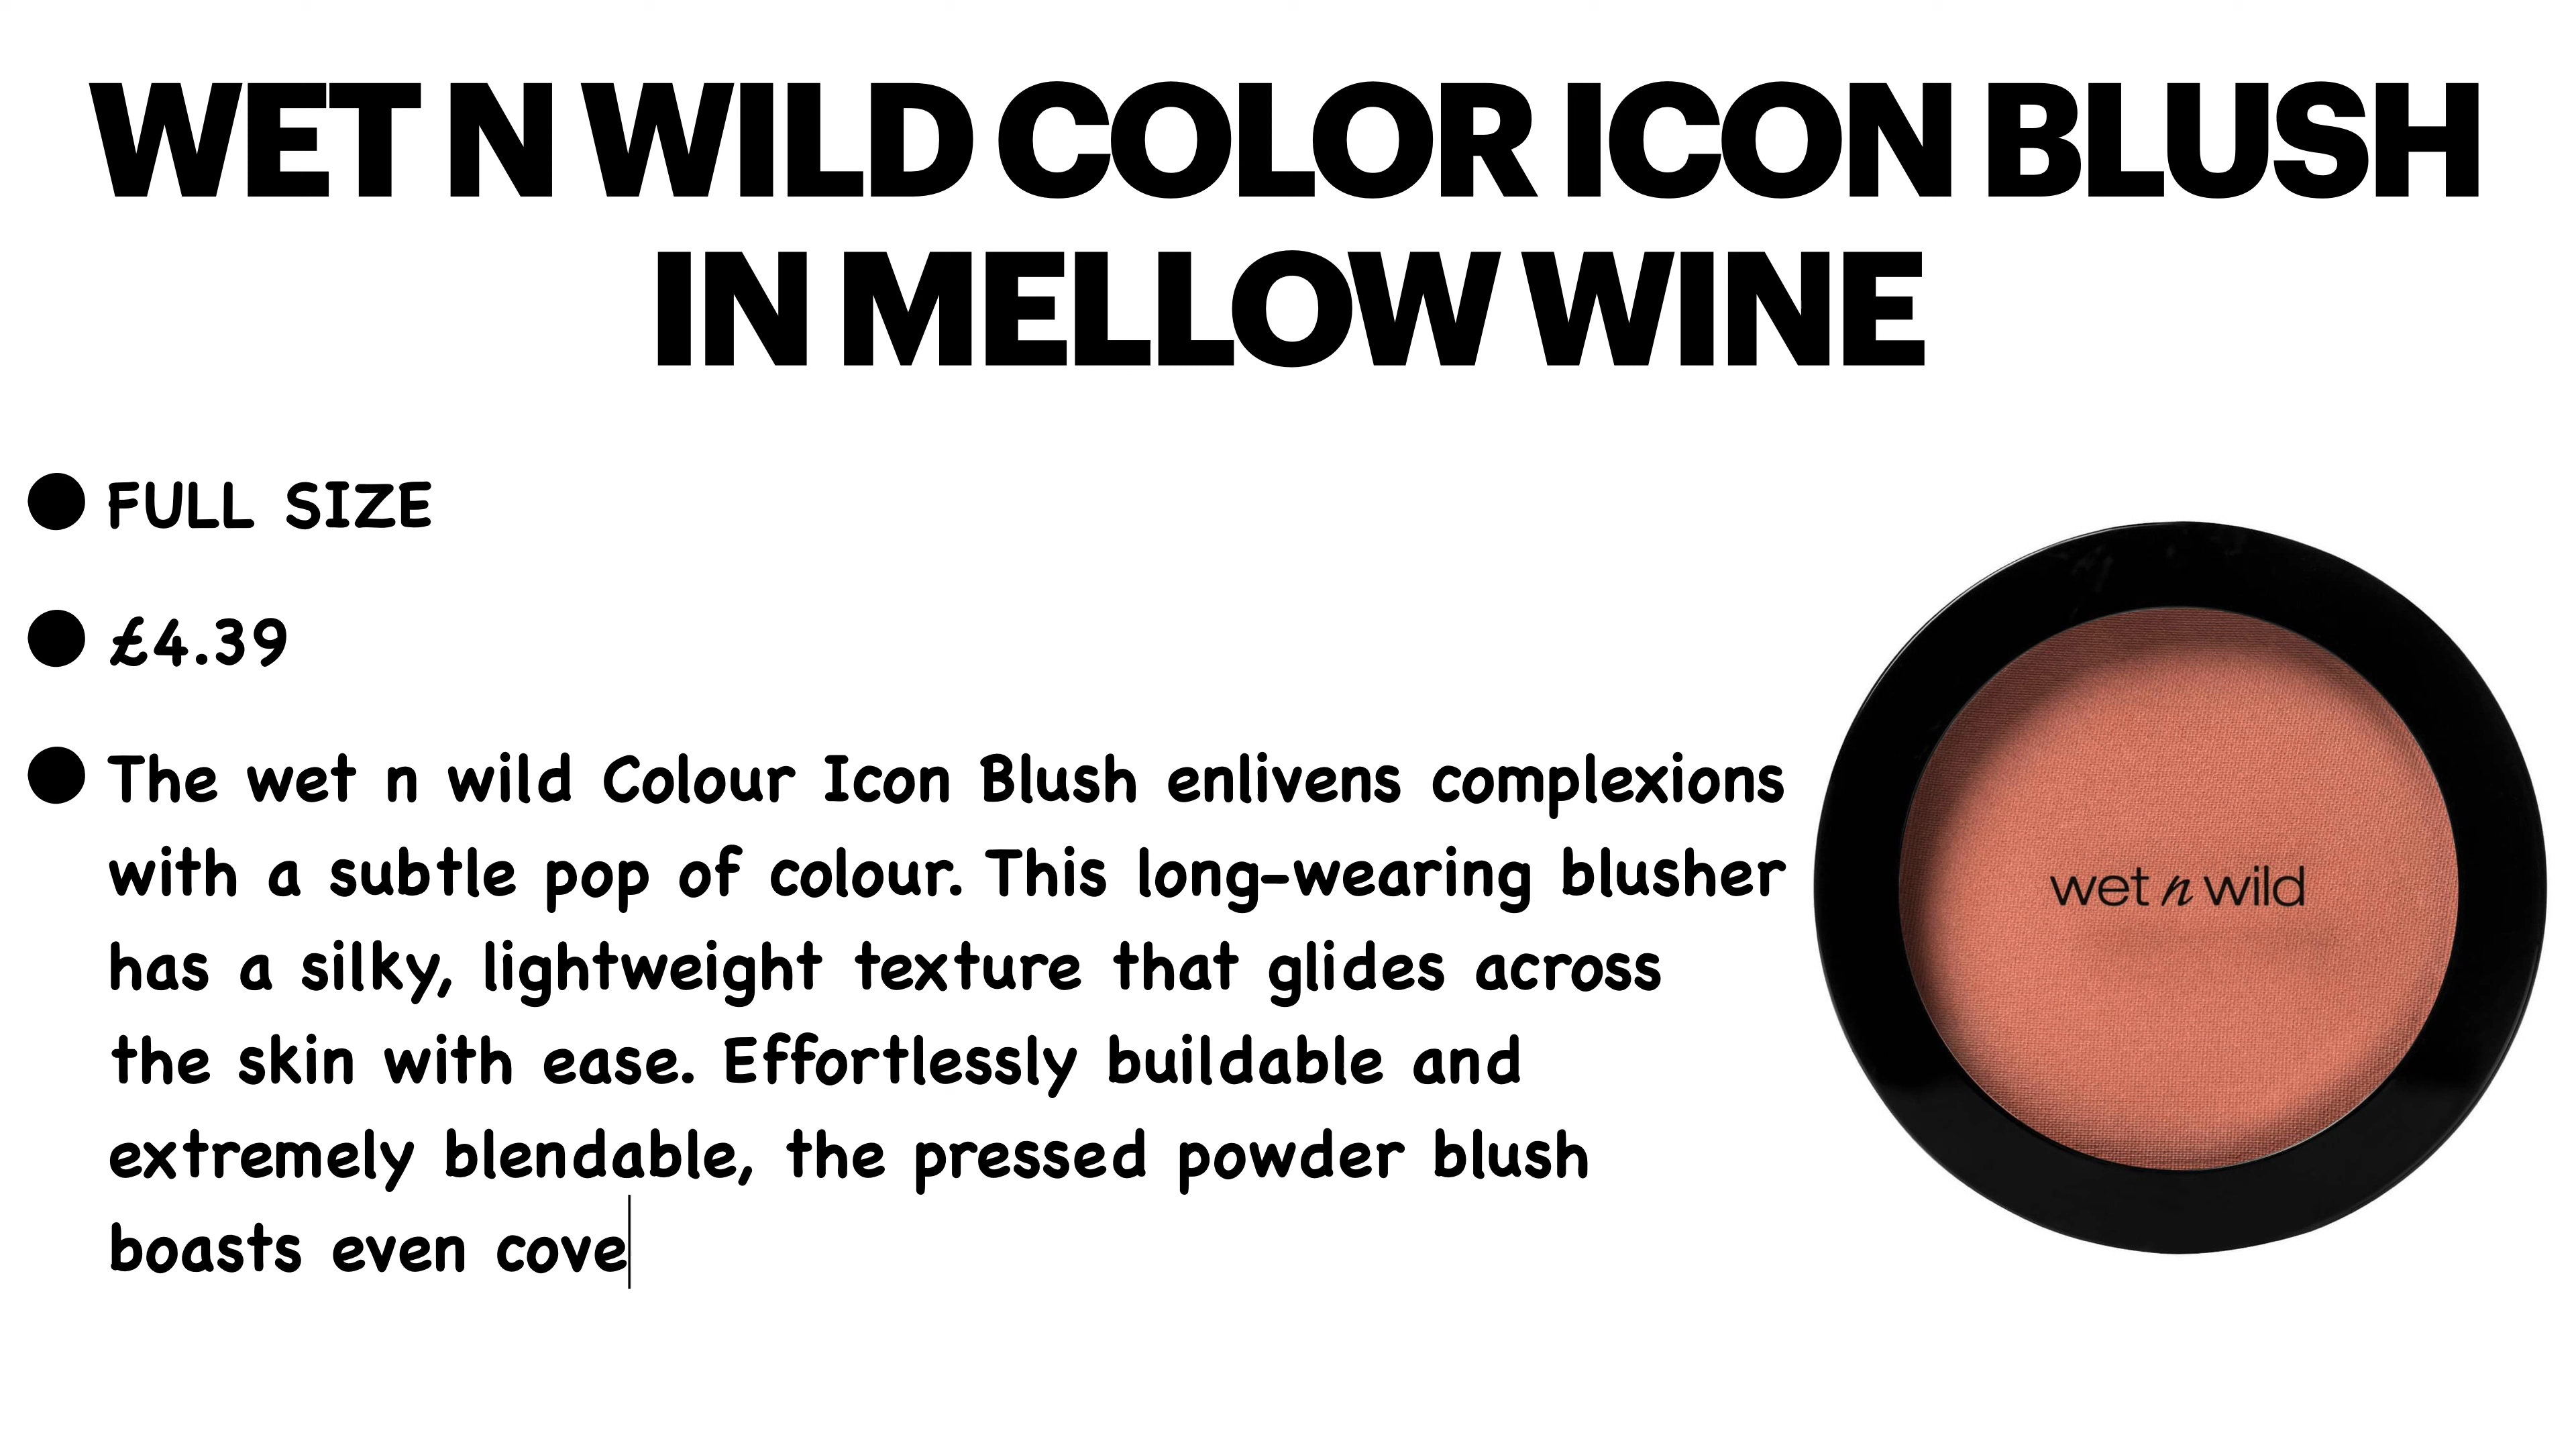 WET N WILD COLOR ICON BLUSH
IN MELLOW WINE
FULL SIZE
£4.39
The wet n wild Colour Icon Blush enlivens complexions
with a subtle pop of colour. This long-wearing blusher
has a silky, lightweight texture that glides across
the skin with ease. Effortlessly buildable and
extremely blendable, the pressed powder blush
boasts even cove
wet n wild